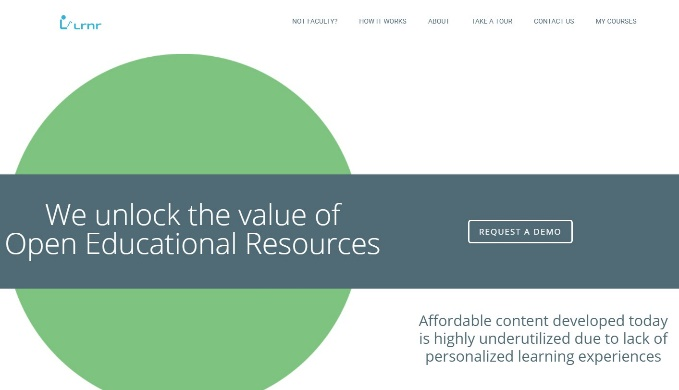 Lrnr
NOT FACULTY?
HOW IT WORKS
ABOUT
TAKE A TOUR
CONTACT US
MY COURSES
We unlock the value of
Open Educational Resources
REQUEST A DEMO
Affordable content developed today
is highly underutilized due to lack of
personalized learning experiences